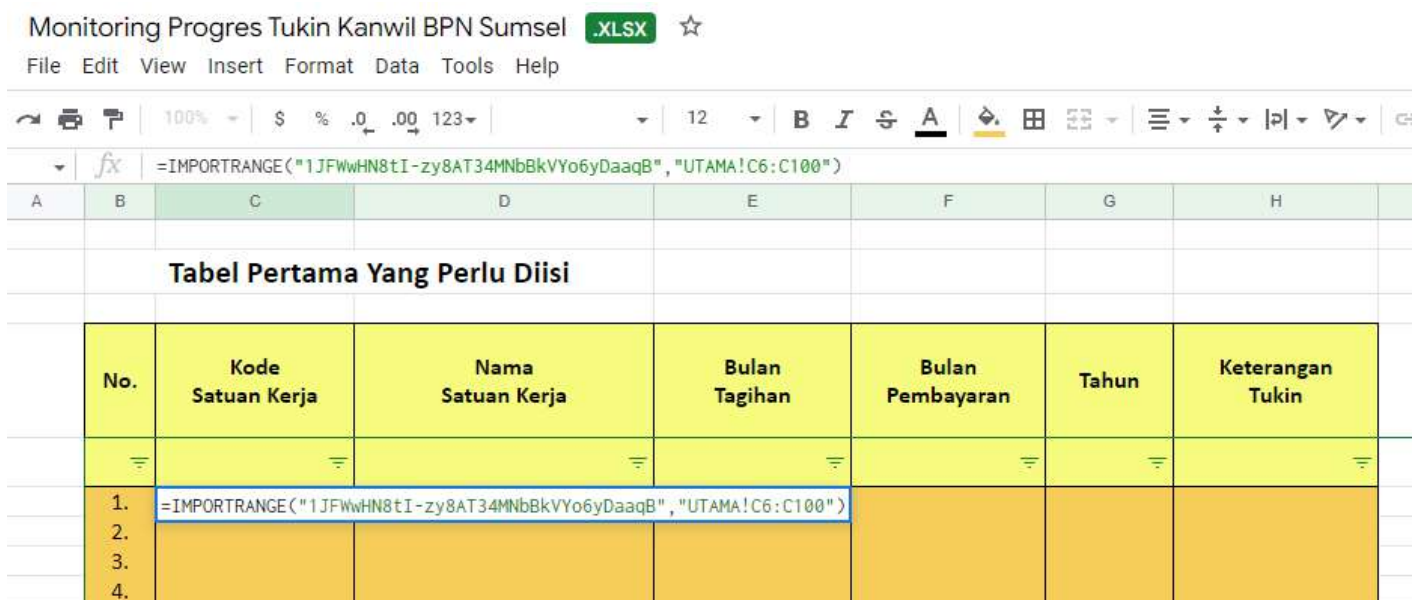 Monitoring Progres Tukin Kanwil BPN Sumsel .XLSX
File Edit View Insert Format Data Tools Help
100% $ % .0 .00 123 12 B I S A
fx =IMPORTRANGE("1JFWwHN8tI-zy8AT34MNbBkVYo6yDaaqB","UTAMA!C6:C100")
A B C D E F G H
Tabel Pertama Yang Perlu Diisi
No. Kode Satuan Kerja Nama Satuan Kerja Bulan Tagihan Bulan Pembayaran Tahun Keterangan Tukin
1. =IMPORTRANGE("1JFWwHN8tI-zy8AT34MNbBkVYo6yDaaqB","UTAMA!C6:C100")
2.
3.
4.